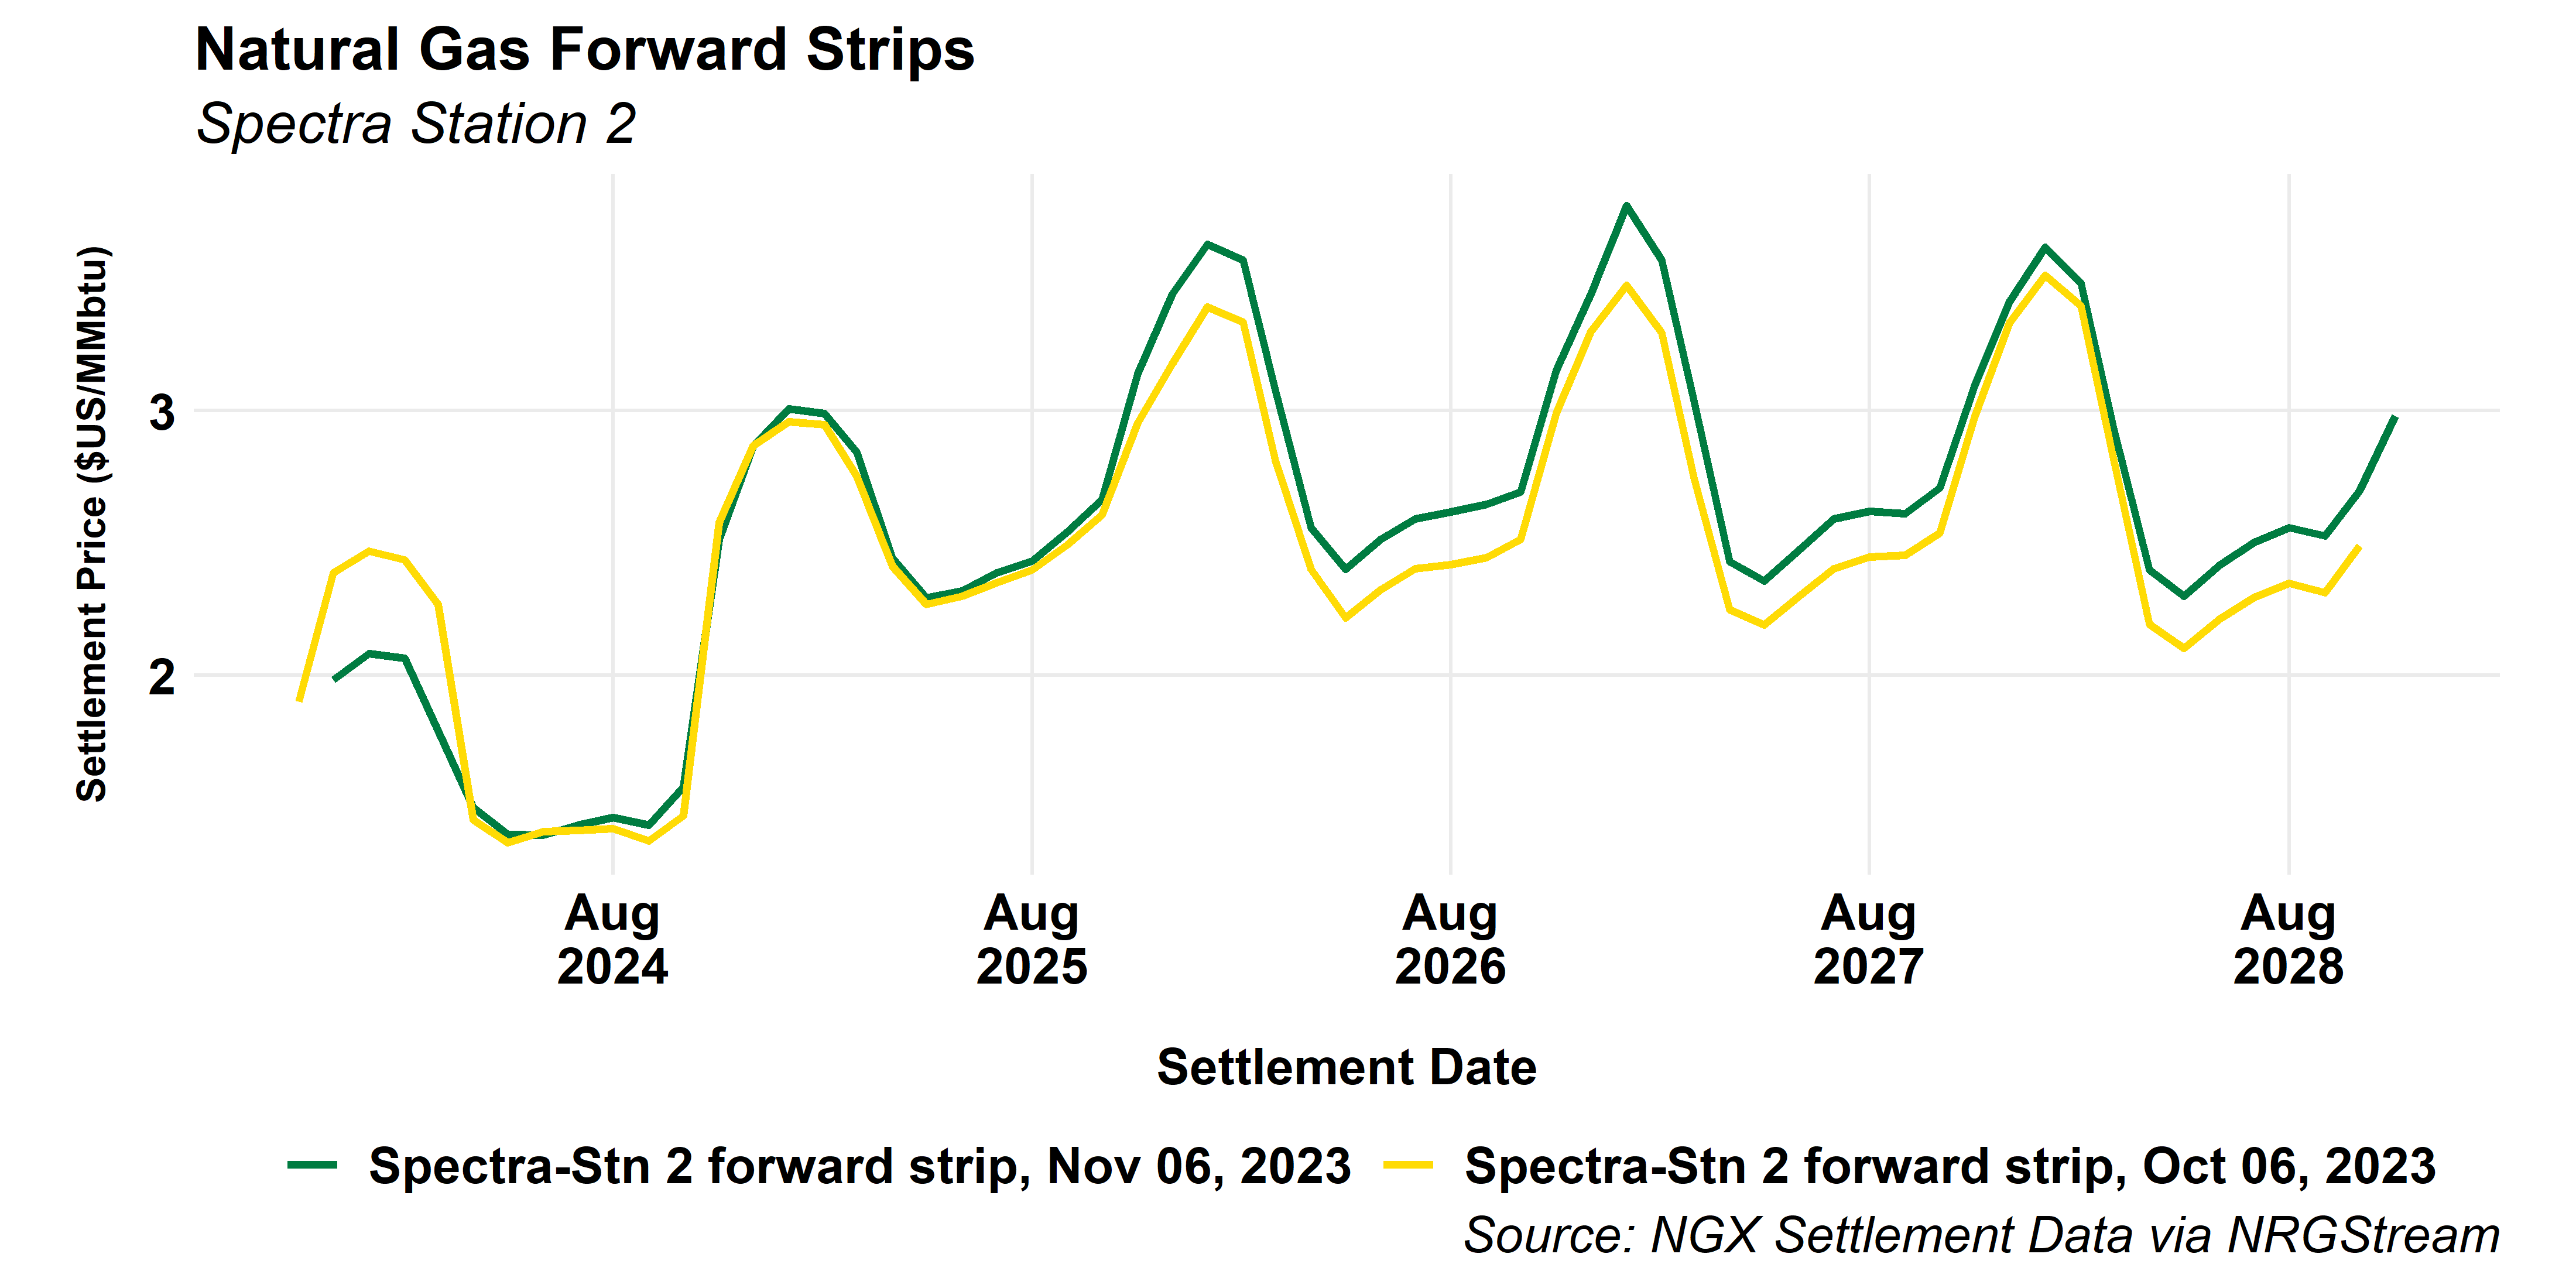 Natural Gas Forward Strips
Spectra Station 2
Settlement Price ($US/MMbtu)
3
2
Aug
2024
Aug
2025
Aug
2026
Aug
2027
Aug
2028
Settlement Date
Spectra-Stn 2 forward strip, Nov 06, 2023
Spectra-Stn 2 forward strip, Oct 06, 2023
Source: NGX Settlement Data via NRGStream